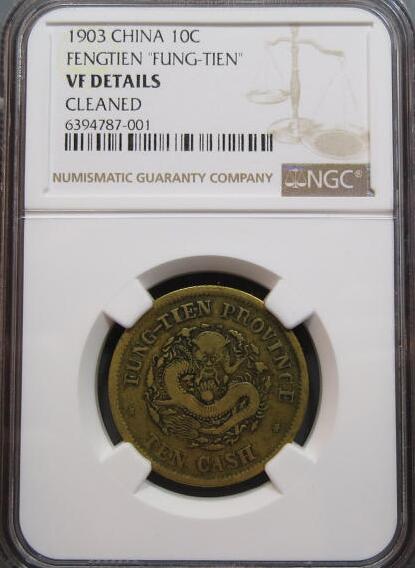 1903 CHINA 10C
FENGTIEN "FUNG-TIEN"
VF DETAILS
CLEANED
6394787-001
NUMISMATIC GUARANTY COMPANY
NGC®
FUNG-TIEN PROVINCE
TEN CASH